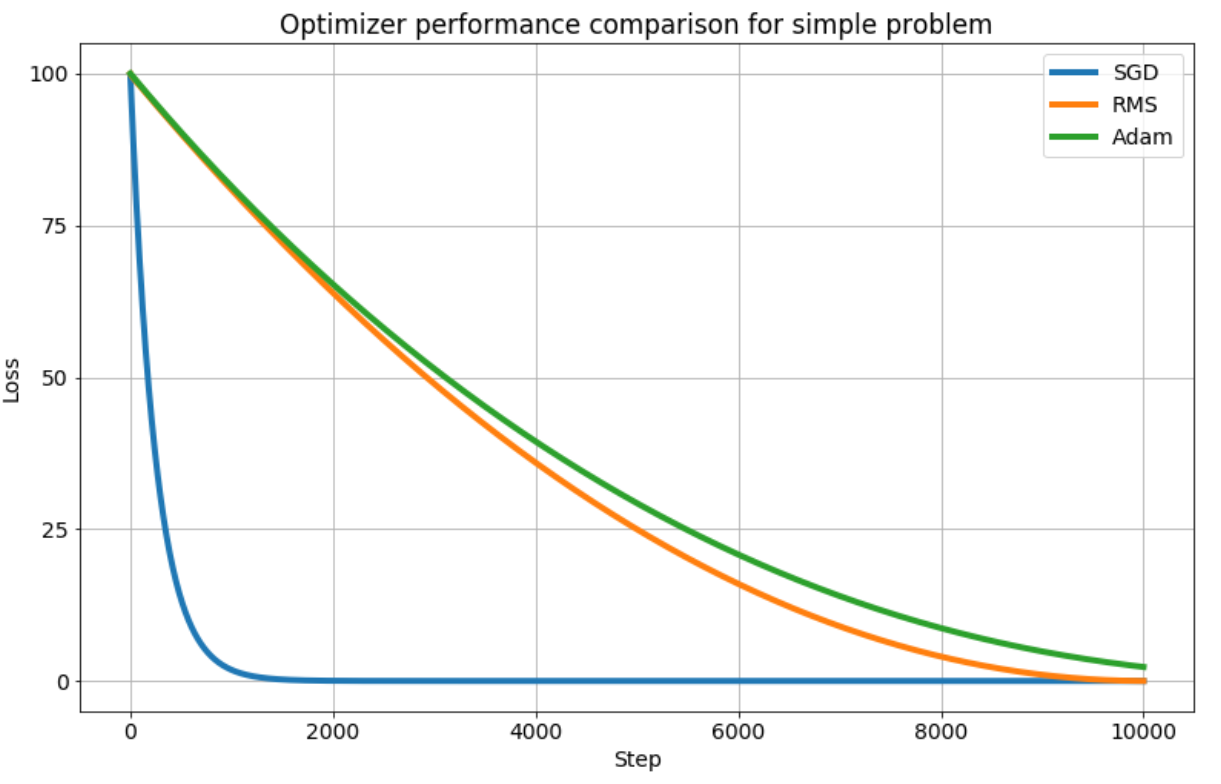 Optimizer performance comparison for simple problem
SGD
RMS
Adam
100
75
50
25
0
Loss
0 2000 4000 6000 8000 10000
Step